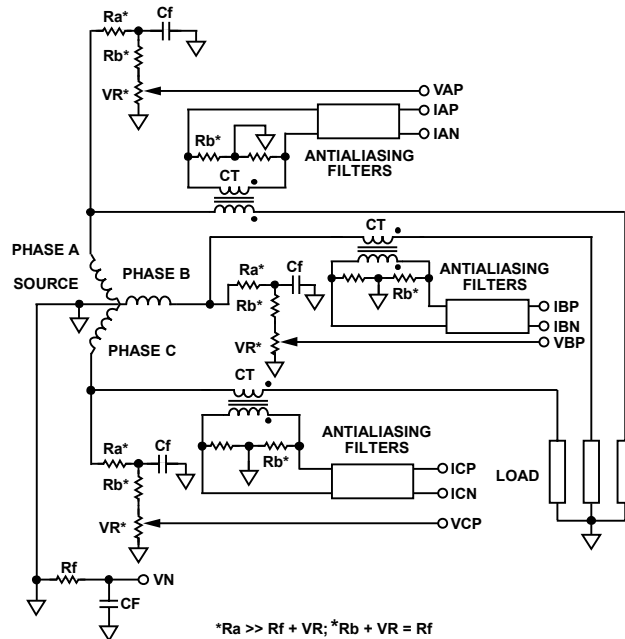 Ra*
Cf
Rb*
VR*
VAP
IAP
IAN
Rb*
ANTIALIASING
FILTERS
CT
CT
PHASE A
SOURCE
PHASE B
Ra*
Cf
ANTIALIASING
FILTERS
Rb*
Rb*
IBP
IBN
VR*
VBP
PHASE C
CT
Ra*
Cf
Rb*
ANTIALIASING
FILTERS
Rb*
ICP
ICN
LOAD
VR*
VCP
Rf
VN
CF
*Ra >> Rf + VR; *Rb + VR = Rf